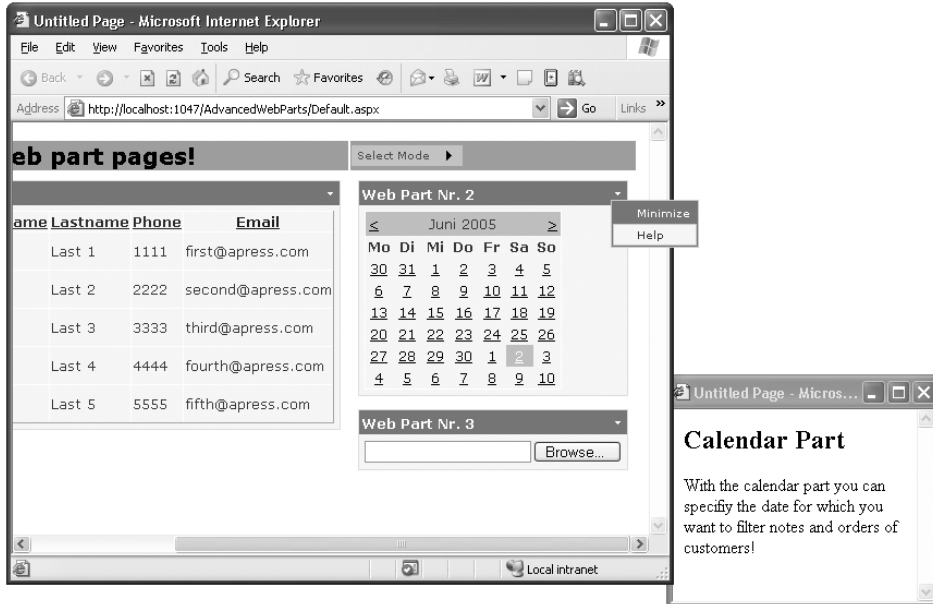 Untitled Page - Microsoft Internet Explorer
File Edit View Favorites Tools Help
Back Search Favorites
Address http://localhost:1047/AdvancedWebParts/Default.aspx Go Links »
eb part pages!
Select Mode
Web Part Nr. 2
Minimize
Help
ame Lastname Phone Email
Last 1 1111 first@apress.com
Last 2 2222 second@apress.com
Last 3 3333 third@apress.com
Last 4 4444 fourth@apress.com
Last 5 5555 fifth@apress.com
< Juni 2005 >
Mo Di Mi Do Fr Sa So
30 31 1 2 3 4 5
6 7 8 9 10 11 12
13 14 15 16 17 18 19
20 21 22 23 24 25 26
27 28 29 30 1 2 3
4 5 6 7 8 9 10
Web Part Nr. 3
Browse...
Local intranet
Untitled Page - Micros...
Calendar Part
With the calendar part you can
specifiy the date for which you
want to filter notes and orders of
customers!